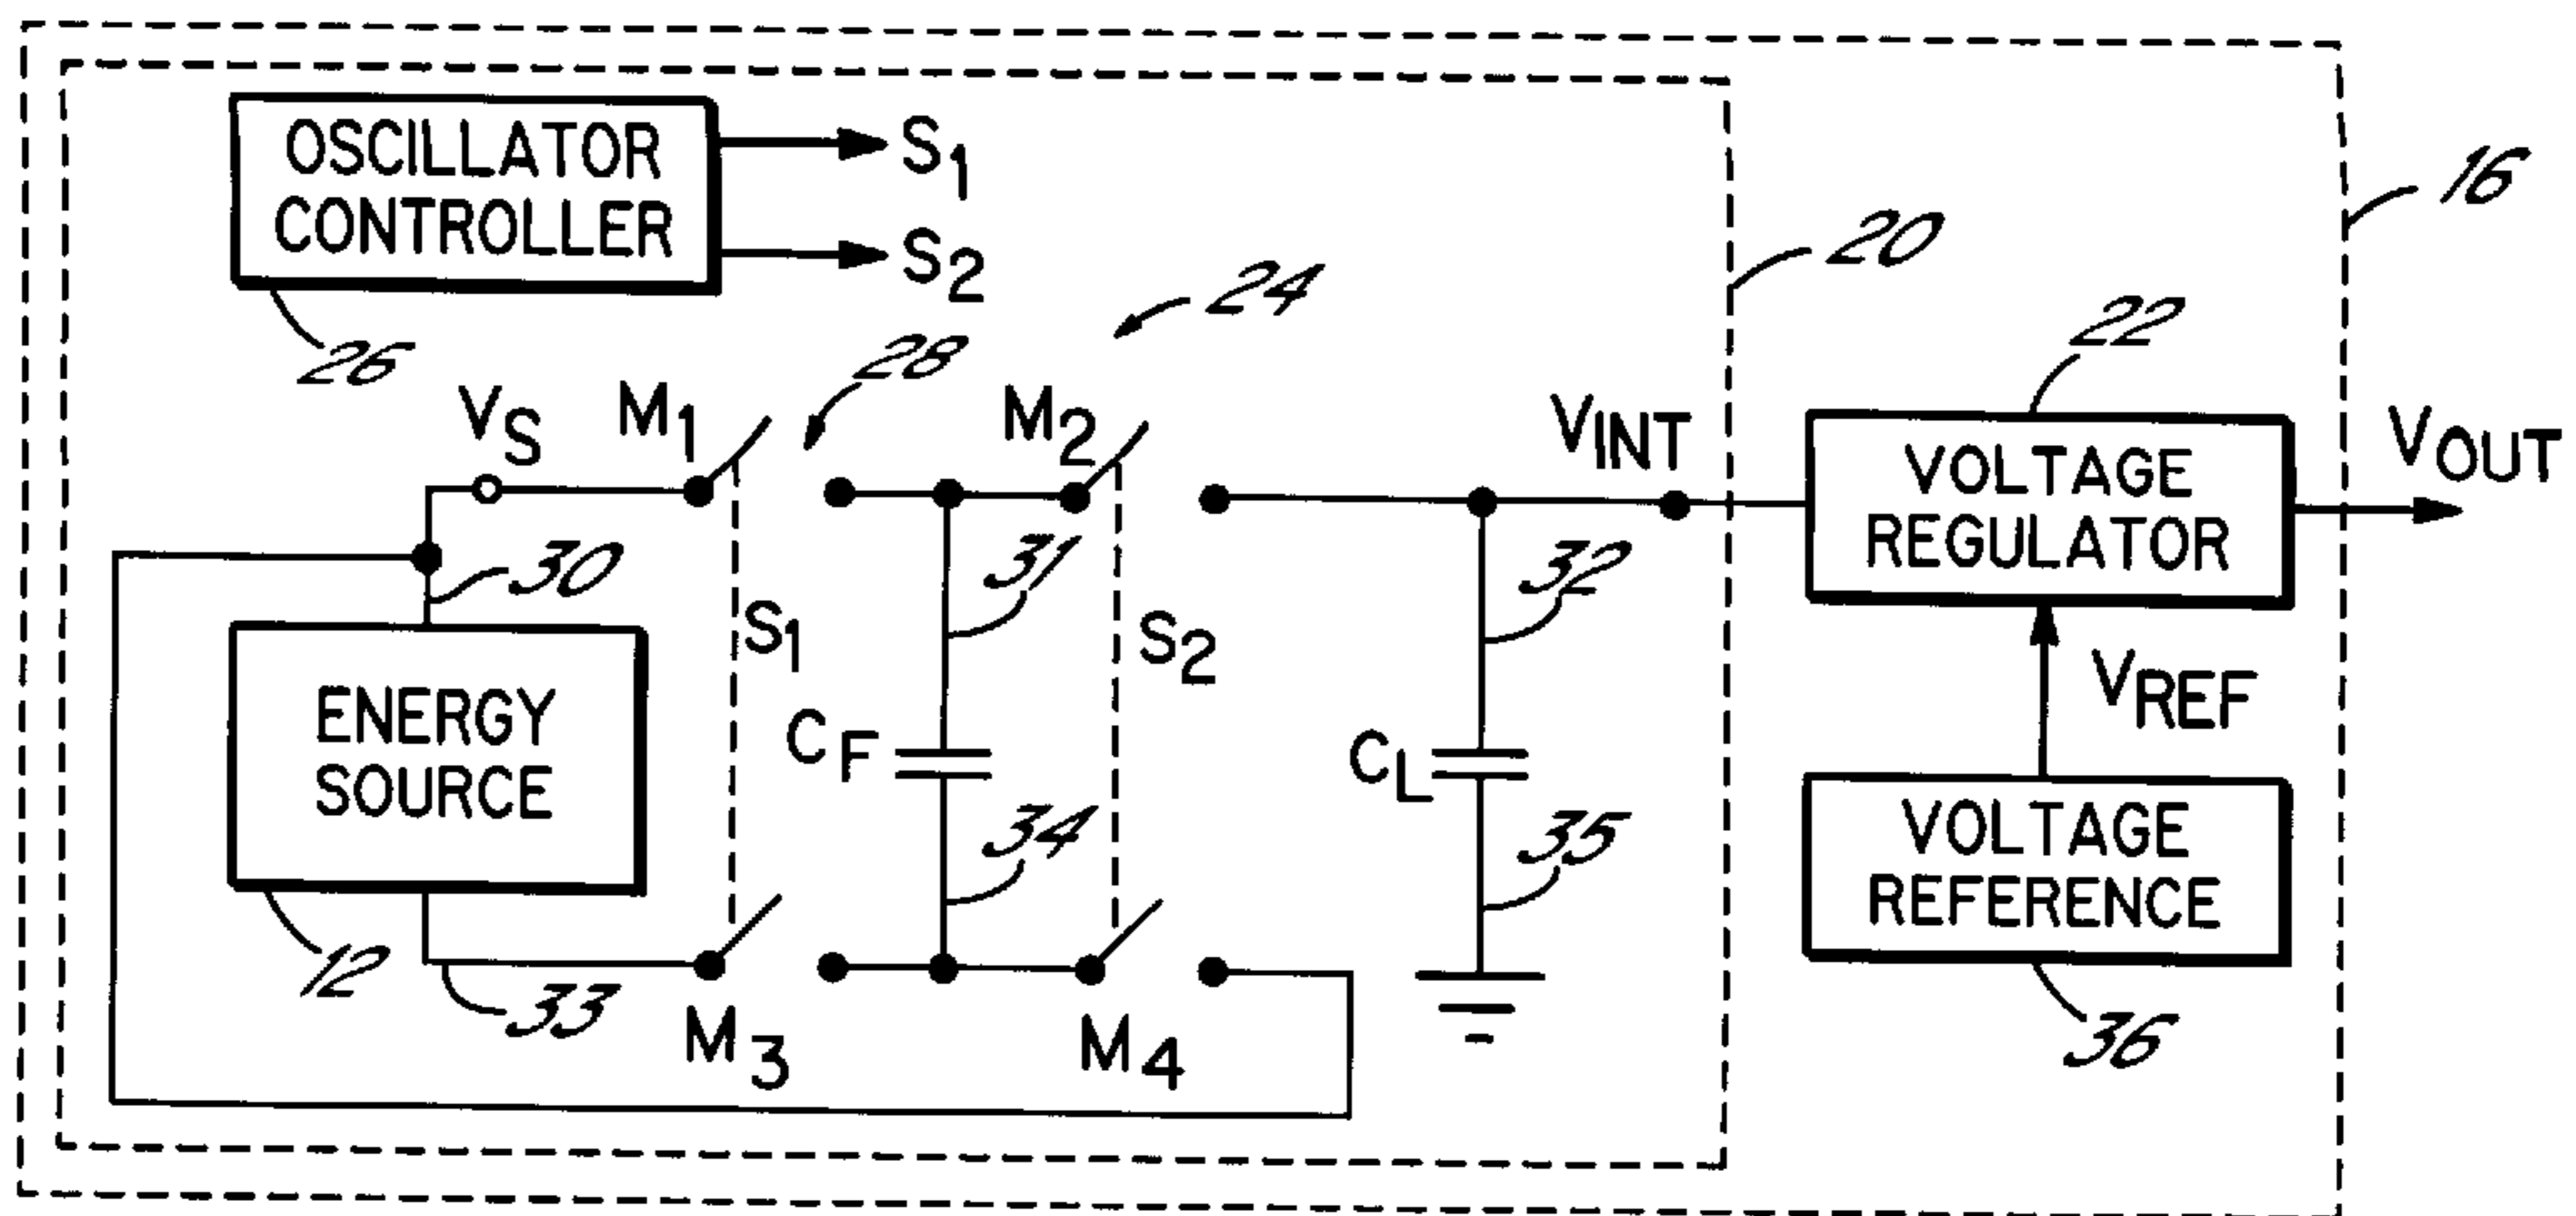 OSCILLATOR
CONTROLLER
S1
S2
16
20
24
26
28
22
VS
M1
M2
VINT
VOLTAGE
REGULATOR
VOUT
30
31
32
S1
S2
VREF
ENERGY
SOURCE
CF
CL
VOLTAGE
REFERENCE
34
35
12
33
M3
M4
36